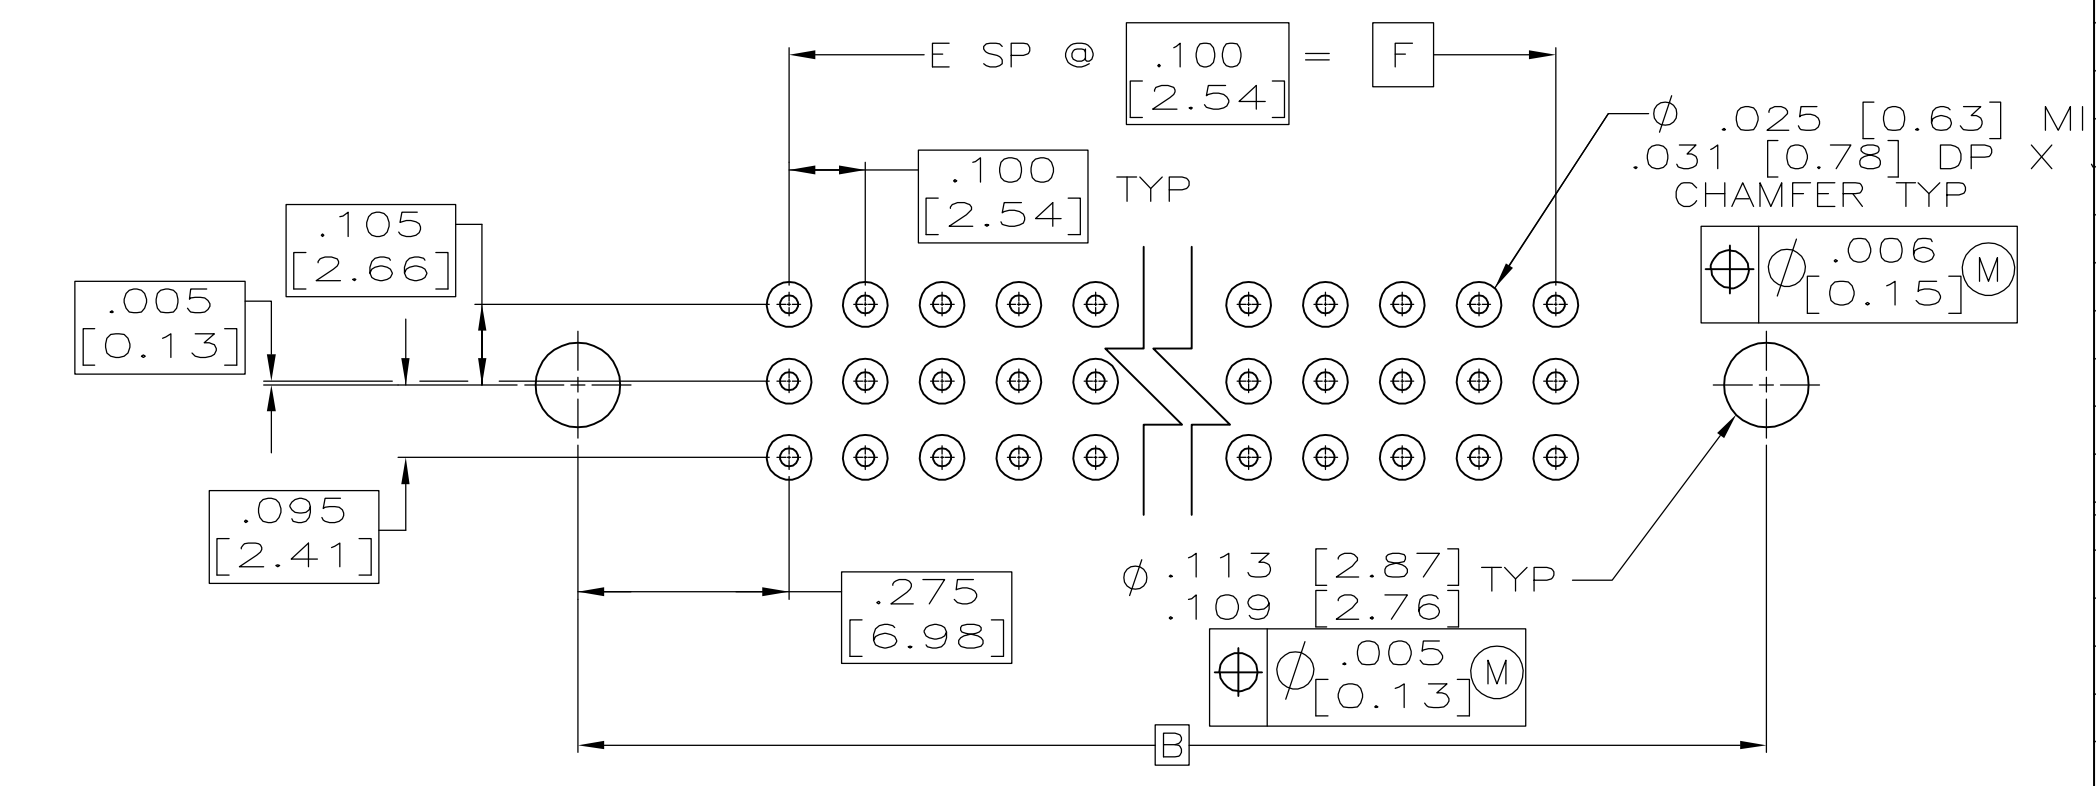 E SP @ .100 = F
[2.54]
⌀ .025 [0.63] MI
.031 [0.78] DP X
CHAMFER TYP
.100 TYP
[2.54]
.105
[2.66]
⌖ ⌀ .006 Ⓜ
[0.15]
.005
[0.13]
.095
[2.41]
.275
[6.98]
⌀ .113 [2.87] TYP
.109 [2.76]
⌖ ⌀ .005 Ⓜ
[0.13]
B